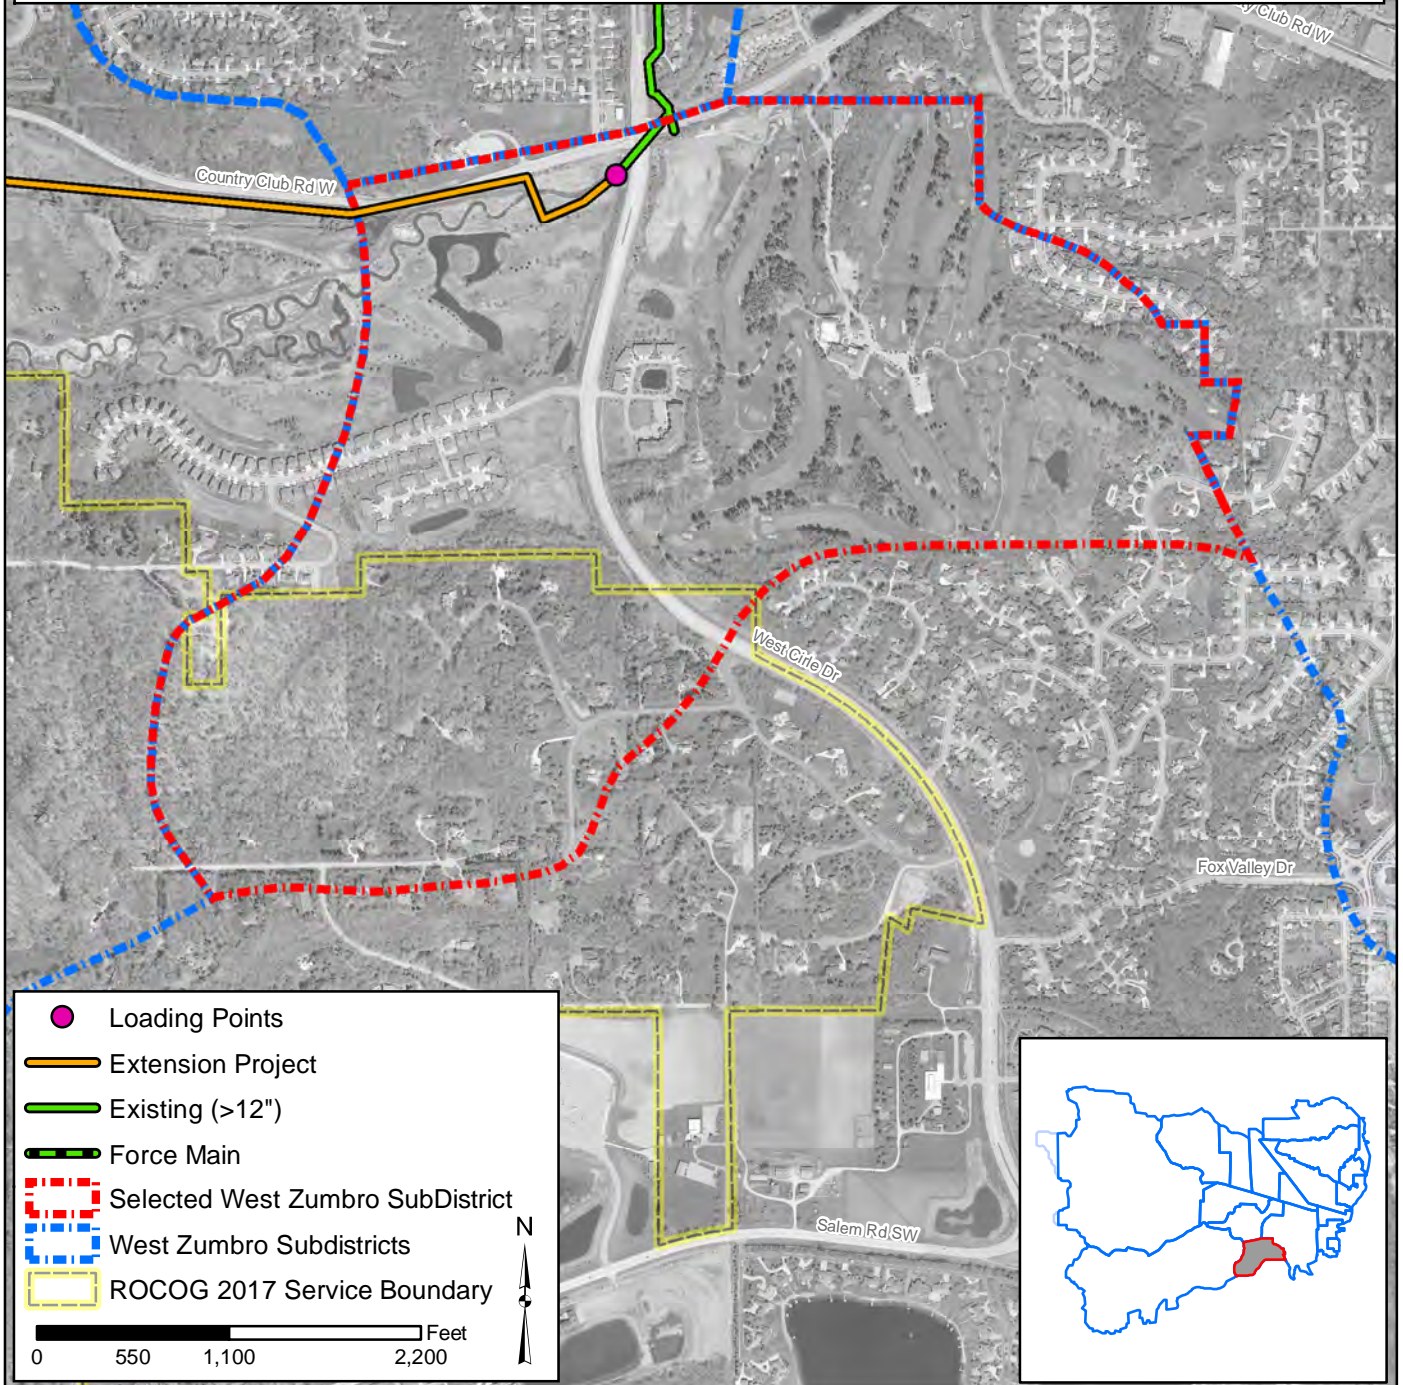 y Club Rd W
Country Club Rd W
West Cirle Dr
Fox Valley Dr
Salem Rd SW
Loading Points
Extension Project
Existing (>12")
Force Main
Selected West Zumbro SubDistrict
West Zumbro Subdistricts
ROCOG 2017 Service Boundary
N
Feet
0 550 1,100 2,200